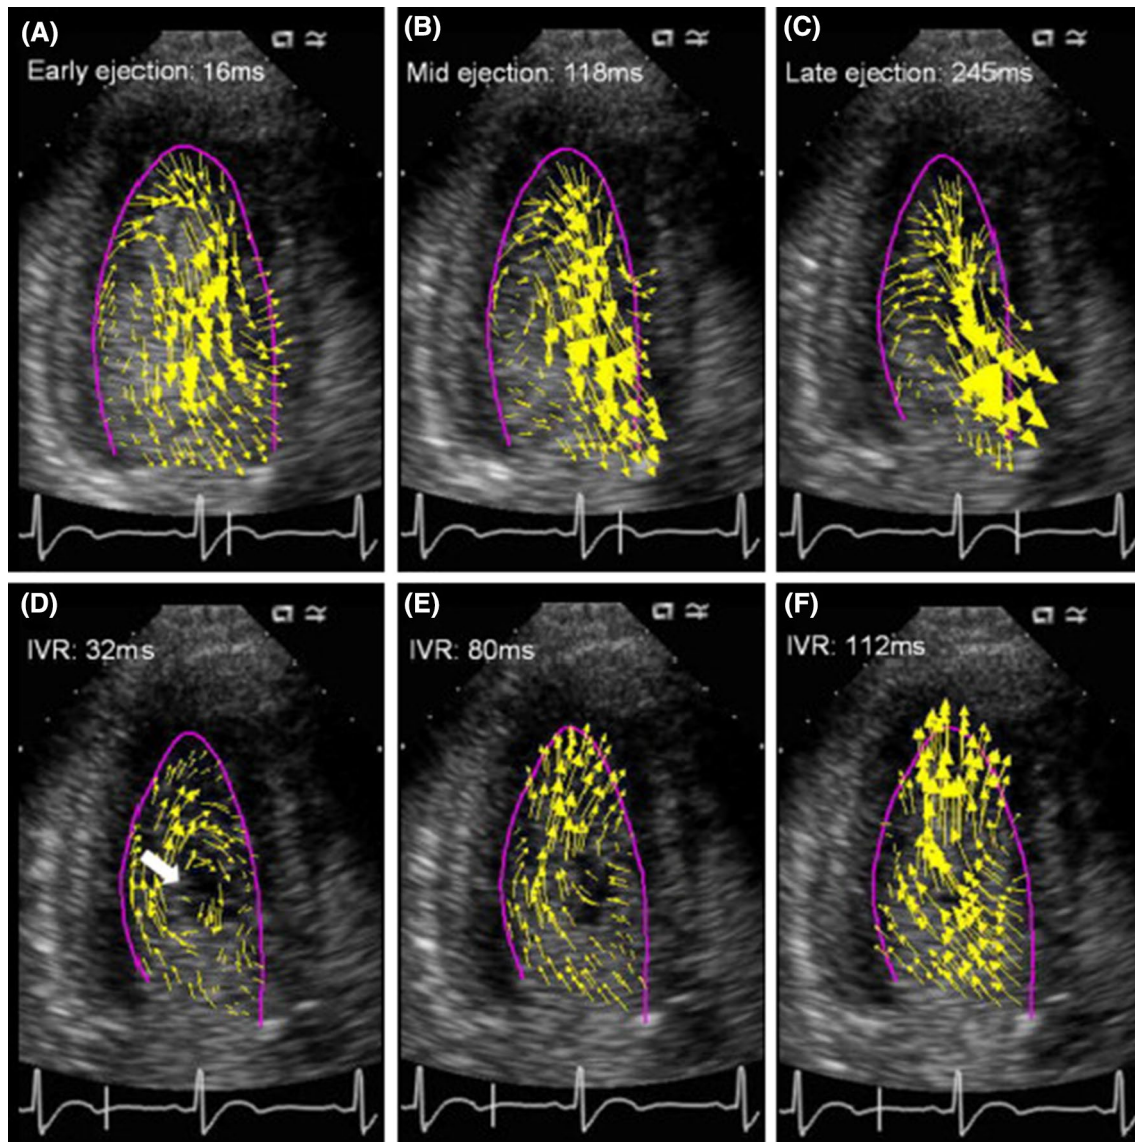 (A)
Early ejection: 16ms
(B)
Mid ejection: 118ms
(C)
Late ejection: 245ms
(D)
IVR: 32ms
(E)
IVR: 80ms
(F)
IVR: 112ms